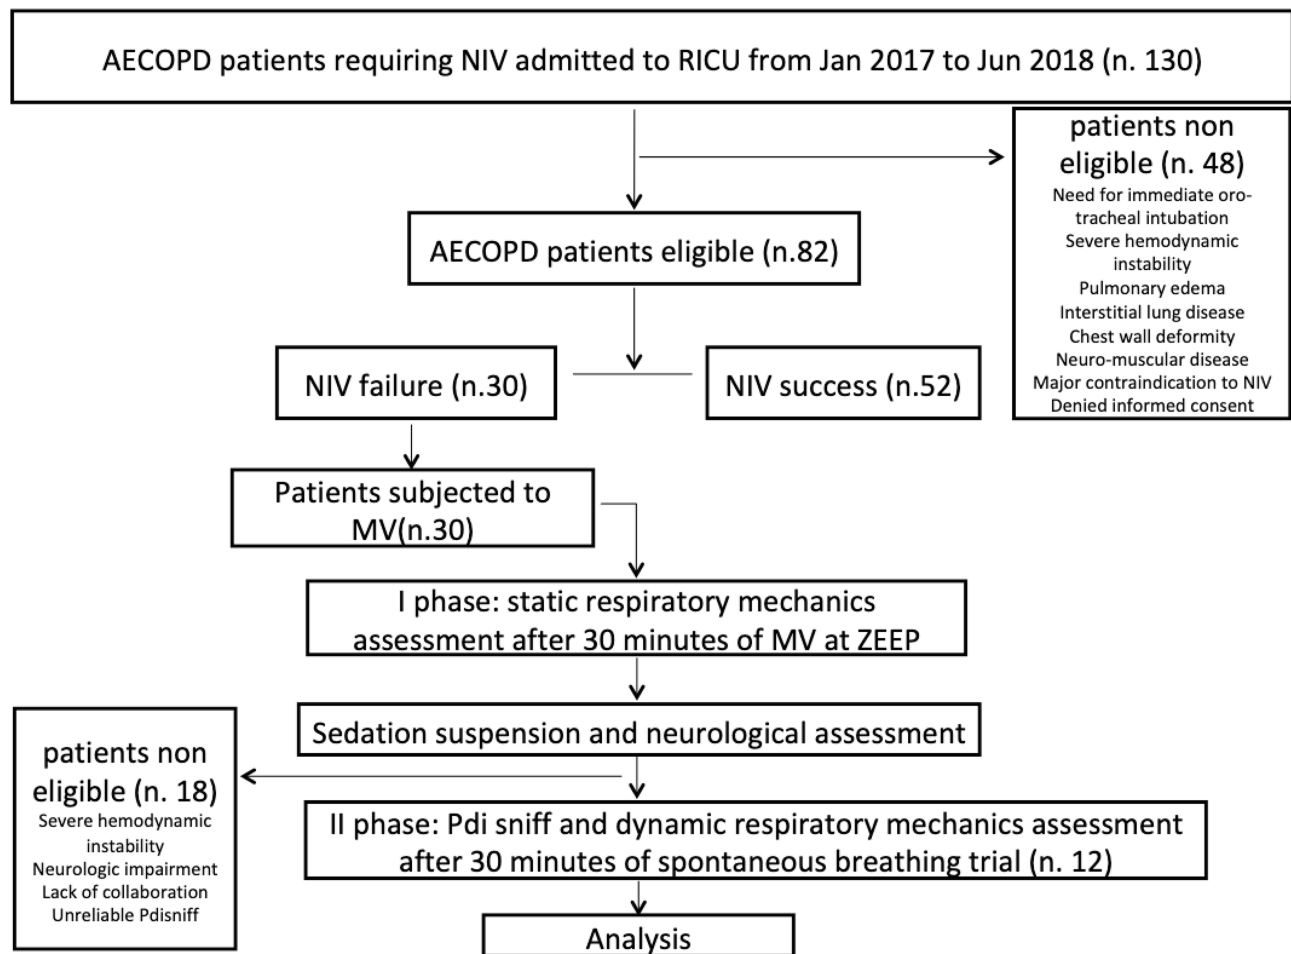 AECOPD patients requiring NIV admitted to RICU from Jan 2017 to Jun 2018 (n. 130)
patients non
eligible (n. 48)
Need for immediate oro-
tracheal intubation
Severe hemodynamic
instability
Pulmonary edema
Interstitial lung disease
Chest wall deformity
Neuro-muscular disease
Major contraindication to NIV
Denied informed consent
AECOPD patients eligible (n.82)
NIV failure (n.30)
NIV success (n.52)
Patients subjected to
MV(n.30)
I phase: static respiratory mechanics
assessment after 30 minutes of MV at ZEEP
Sedation suspension and neurological assessment
patients non
eligible (n. 18)
Severe hemodynamic
instability
Neurologic impairment
Lack of collaboration
Unreliable Pdisniff
II phase: Pdi sniff and dynamic respiratory mechanics assessment
after 30 minutes of spontaneous breathing trial (n. 12)
Analysis